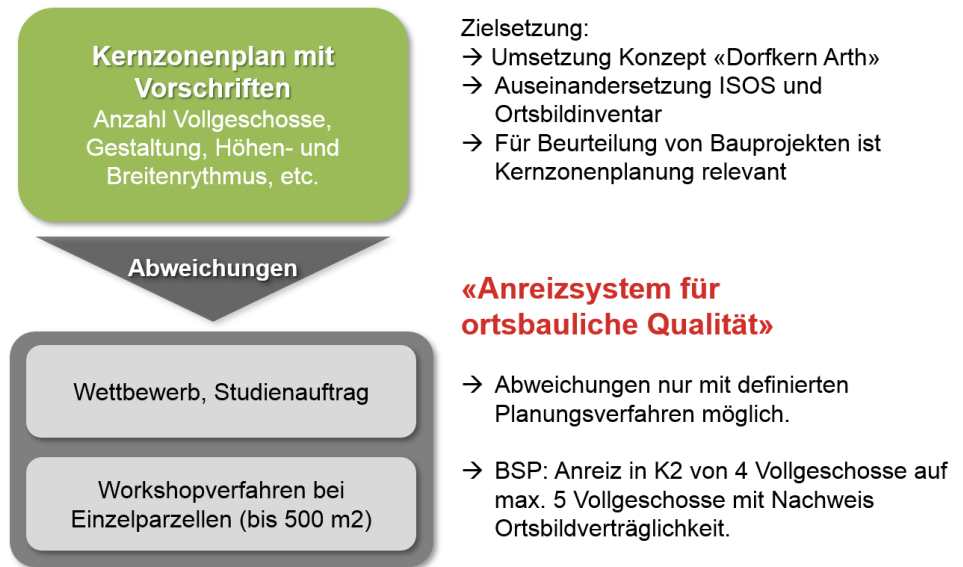 Kernzonenplan mit
Vorschriften
Anzahl Vollgeschosse,
Gestaltung, Höhen- und
Breitenrythmus, etc.
Abweichungen
Wettbewerb, Studienauftrag
Workshopverfahren bei
Einzelparzellen (bis 500 m2)
Zielsetzung:
→ Umsetzung Konzept «Dorfkern Arth»
→ Auseinandersetzung ISOS und
Ortsbildinventar
→ Für Beurteilung von Bauprojekten ist
Kernzonenplanung relevant
«Anreizsystem für
ortsbauliche Qualität»
→ Abweichungen nur mit definierten
Planungsverfahren möglich.
→ BSP: Anreiz in K2 von 4 Vollgeschosse auf
max. 5 Vollgeschosse mit Nachweis
Ortsbildverträglichkeit.